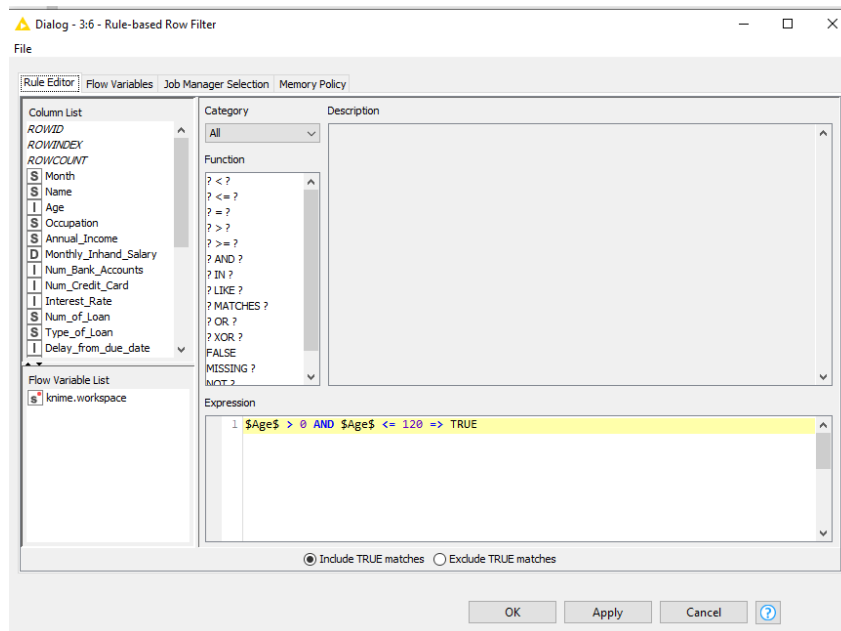 Dialog - 3:6 - Rule-based Row Filter
File
Rule Editor Flow Variables Job Manager Selection Memory Policy
Column List
ROWID
ROWINDEX
ROWCOUNT
S Month
S Name
I Age
S Occupation
S Annual_Income
D Monthly_Inhand_Salary
I Num_Bank_Accounts
I Num_Credit_Card
I Interest_Rate
S Num_of_Loan
S Type_of_Loan
I Delay_from_due_date
Flow Variable List
s knime.workspace
Category
All
Function
? < ?
? <= ?
? = ?
? > ?
? >= ?
? AND ?
? IN ?
? LIKE ?
? MATCHES ?
? OR ?
? XOR ?
FALSE
MISSING ?
NOT ?
Description
Expression
1 $Age$ > 0 AND $Age$ <= 120 => TRUE
Include TRUE matches Exclude TRUE matches
OK Apply Cancel ?